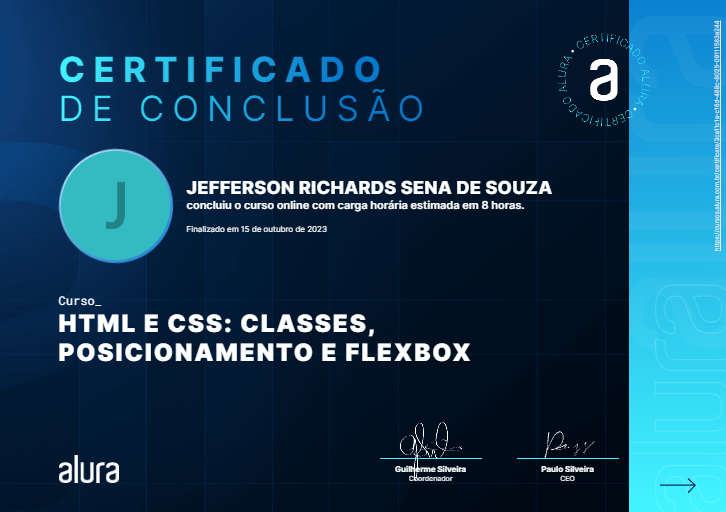 CERTIFICADO
DE CONCLUSÃO
CERTIFICADO ALURA • CERTIFICADO ALURA •
a
J
JEFFERSON RICHARDS SENA DE SOUZA
concluiu o curso online com carga horária estimada em 8 horas.
Finalizado em 15 de outubro de 2023
Curso_
HTML E CSS: CLASSES,
POSICIONAMENTO E FLEXBOX
alura
Guilherme Silveira
Coordenador
Paulo Silveira
CEO
alura